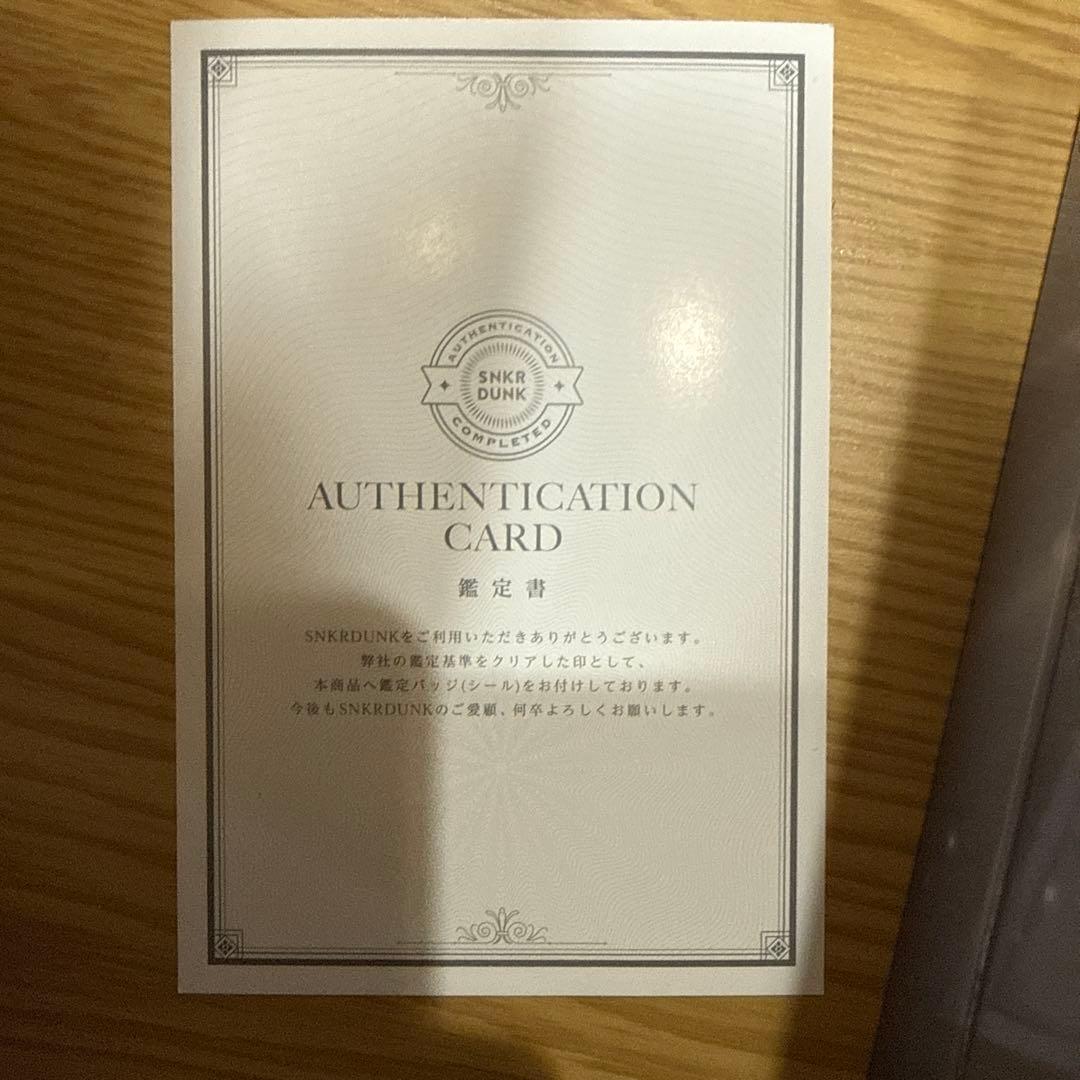 AUTHENTICATION
SNKR
DUNK
COMPLETED
AUTHENTICATION
CARD
鑑定書
SNKRDUNKをご利用いただきありがとうございます。
弊社の鑑定基準をクリアした印として、
本商品へ鑑定バッジ(シール)をお付けしております。
今後もSNKRDUNKのご愛顧、何卒よろしくお願いします。